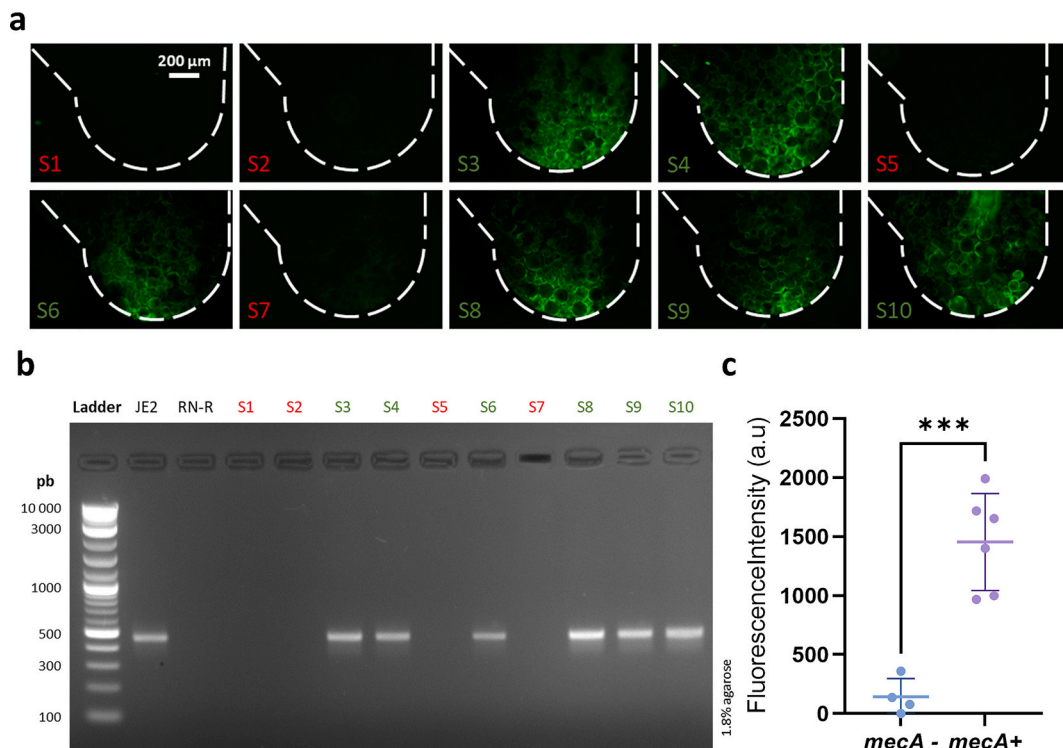 a
200 µm
S1 S2 S3 S4 S5
S6 S7 S8 S9 S10
b
Ladder JE2 RN-R S1 S2 S3 S4 S5 S6 S7 S8 S9 S10
pb
10 000
3000
1000
500
300
100
1.8% agarose
c
FluorescenceIntensity (a.u)
2500
2000
1500
1000
500
0
***
mecA - mecA+